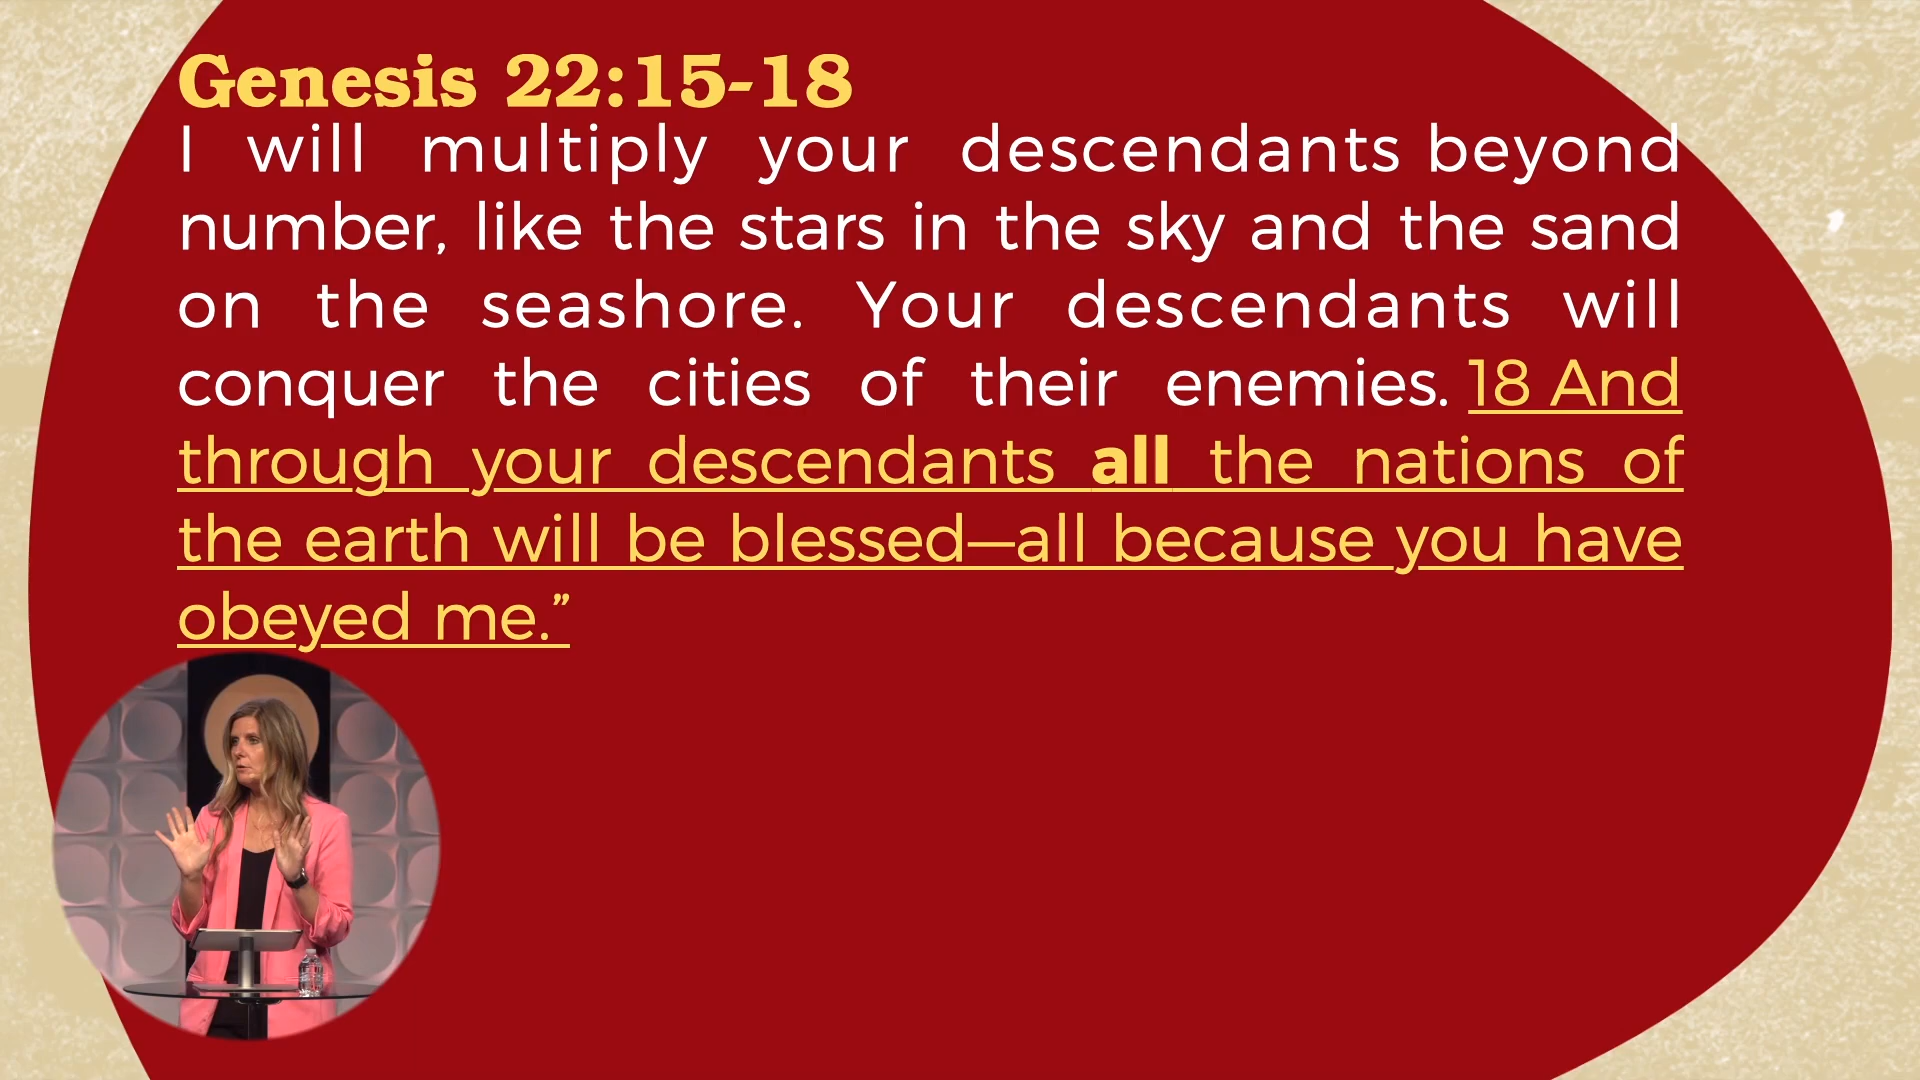 Genesis 22:15-18
I will multiply your descendants beyond
number, like the stars in the sky and the sand
on the seashore. Your descendants will
conquer the cities of their enemies. 18 And
through your descendants all the nations of
the earth will be blessed—all because you have
obeyed me.”